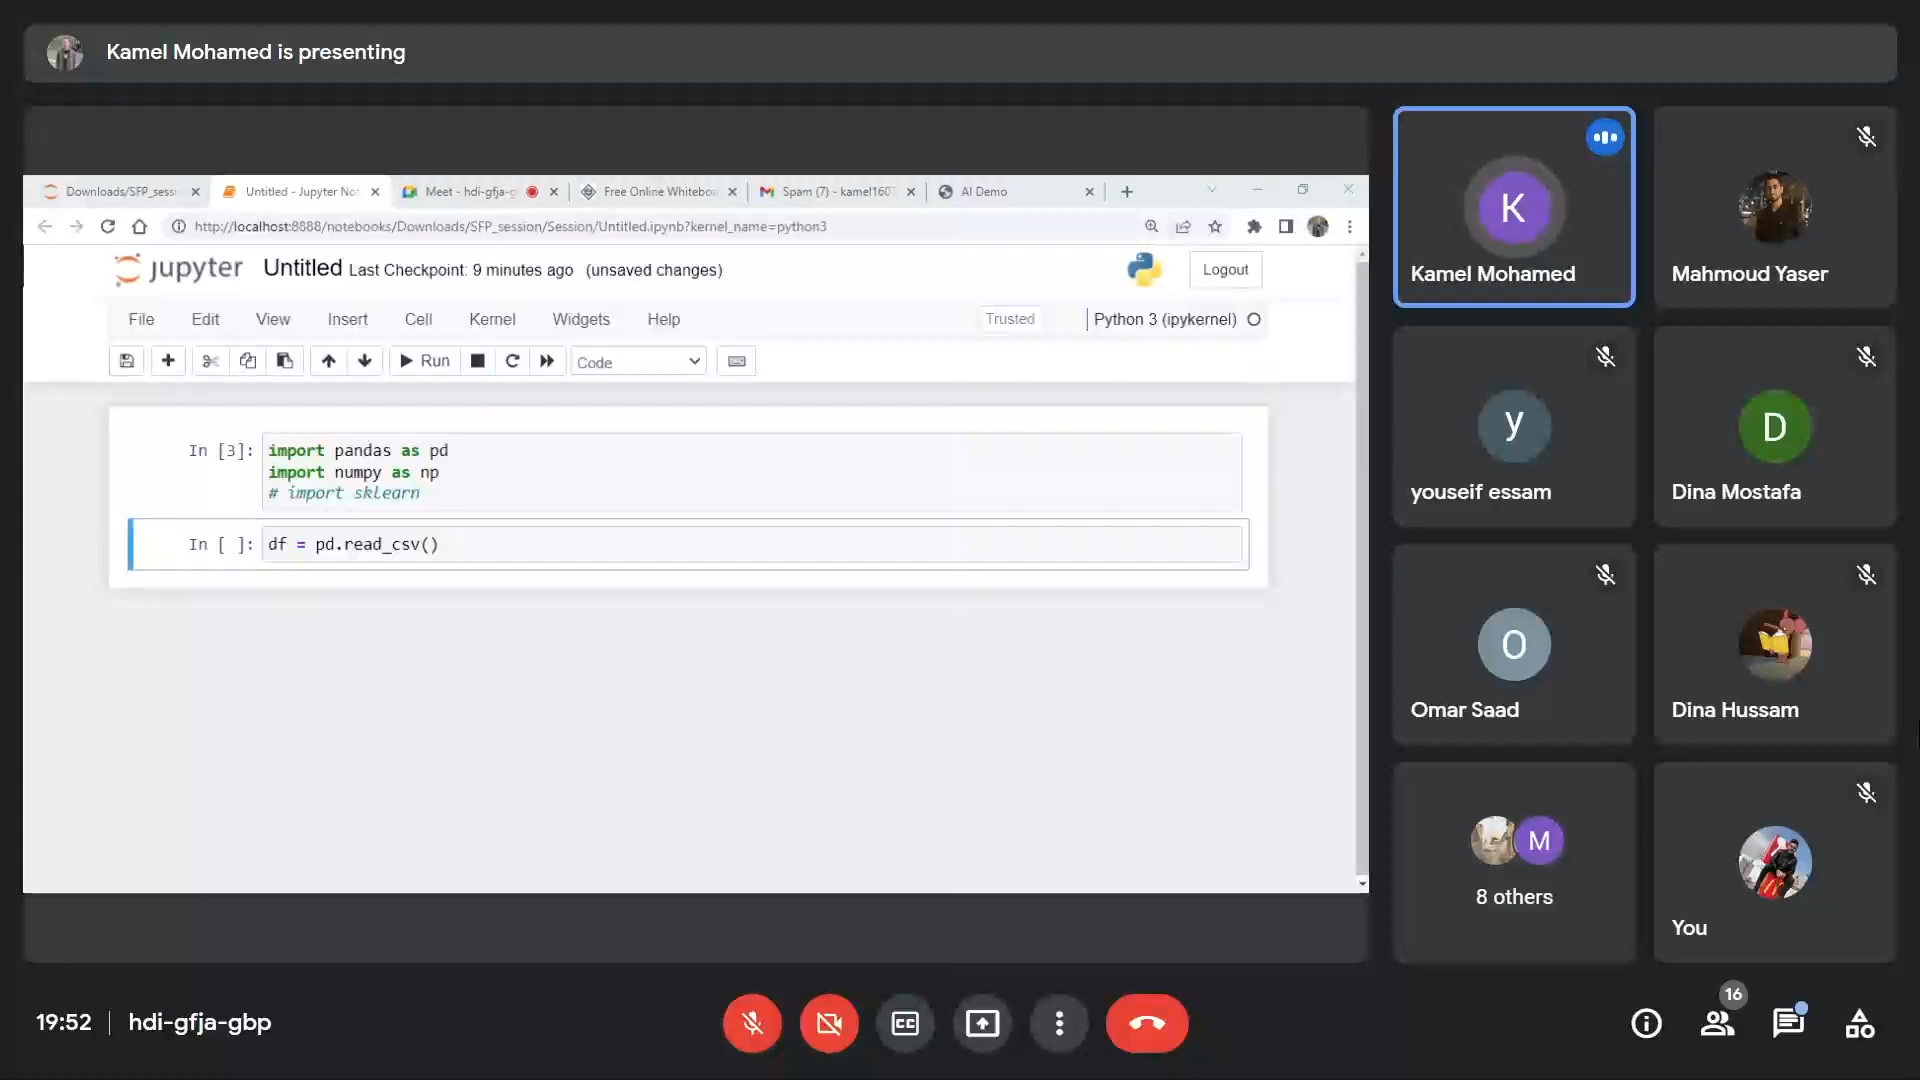 Kamel Mohamed is presenting
Downloads/SFP_sessi
Untitled - Jupyter Not
Meet - hdi-gfja-g
Free Online Whiteboa
Spam (7) - kamel160
AI Demo
http://localhost:8888/notebooks/Downloads/SFP_session/Session/Untitled.ipynb?kernel_name=python3
jupyter Untitled Last Checkpoint: 9 minutes ago (unsaved changes)
Logout
File Edit View Insert Cell Kernel Widgets Help
Trusted
Python 3 (ipykernel)
Run
Code
In [3]: import pandas as pd
import numpy as np
# import sklearn
In [ ]: df = pd.read_csv()
K
Kamel Mohamed
Mahmoud Yaser
y
youseif essam
D
Dina Mostafa
O
Omar Saad
Dina Hussam
M
8 others
You
19:52 | hdi-gfja-gbp
CC
16